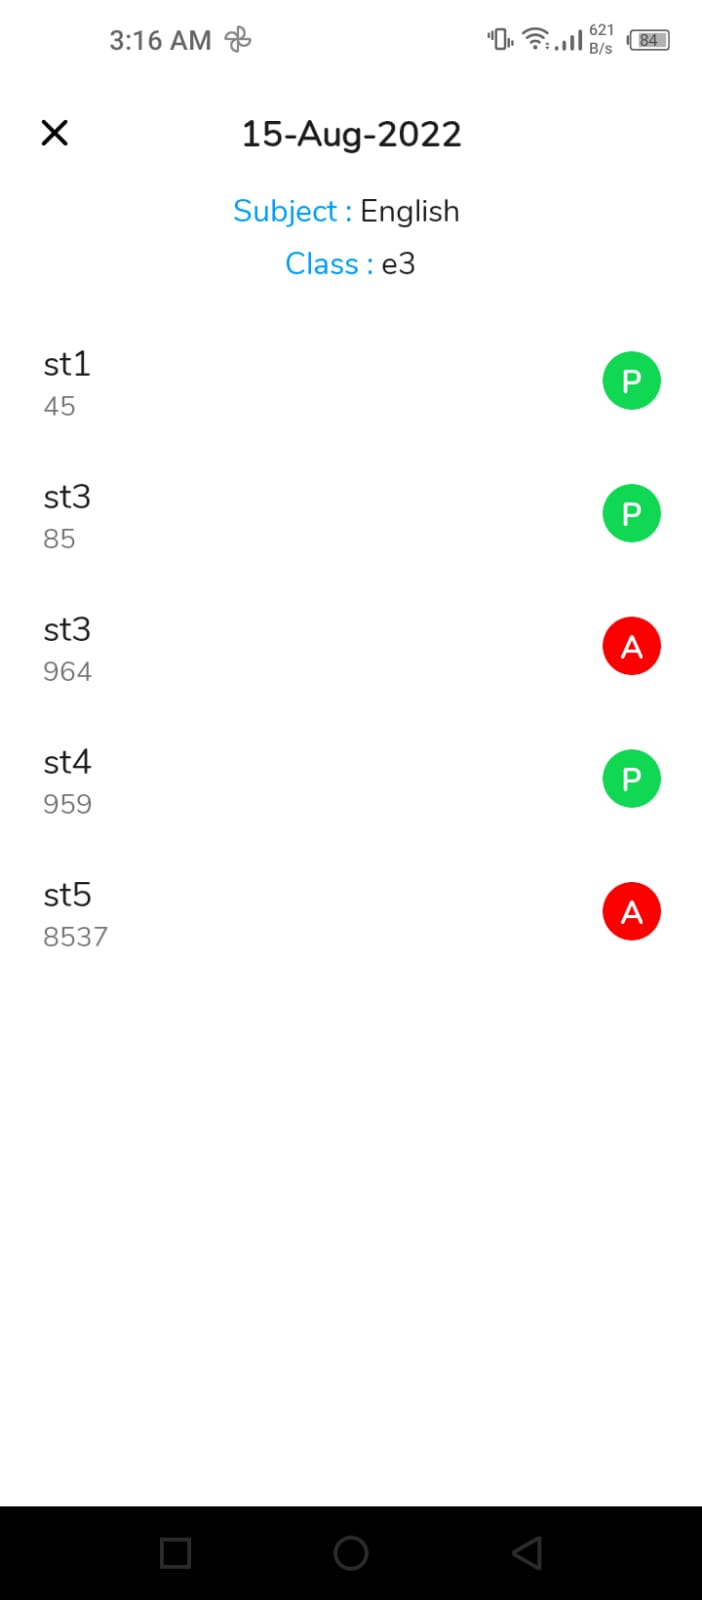 3:16 AM
621
B/s
84
15-Aug-2022
Subject : English
Class : e3
st1
45
P
st3
85
P
st3
964
A
st4
959
P
st5
8537
A